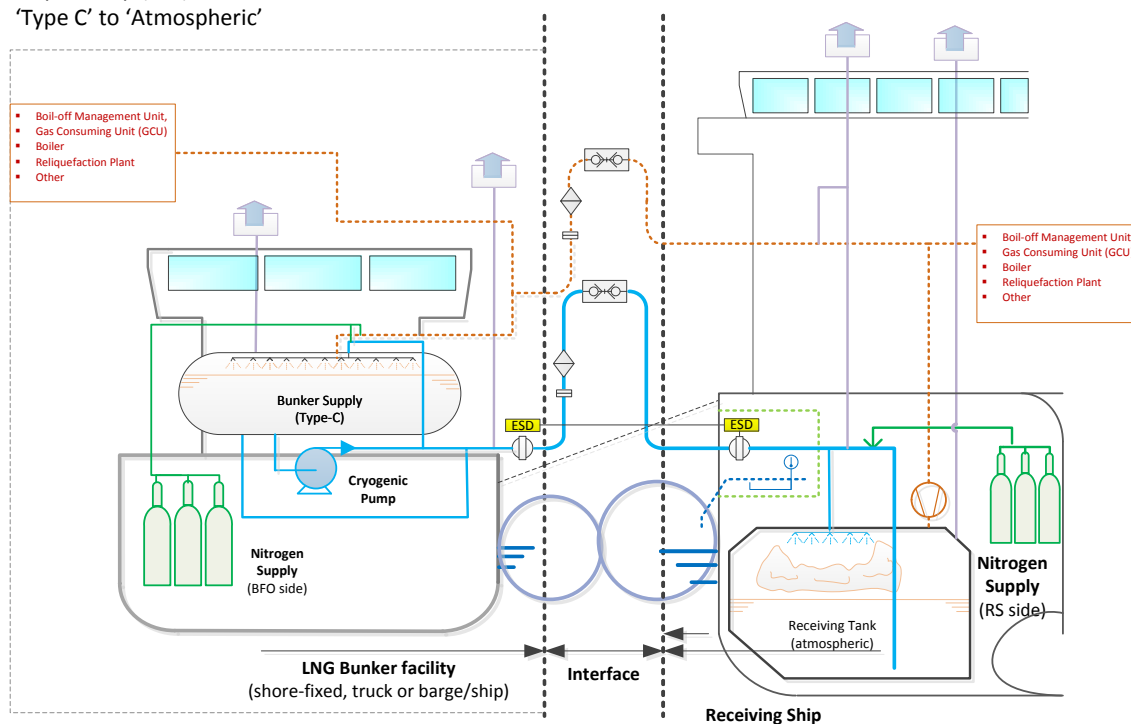 ‘Type C’ to ‘Atmospheric’
Boil-off Management Unit,
Gas Consuming Unit (GCU)
Boiler
Reliquefaction Plant
Other
Boil-off Management Unit
Gas Consuming Unit (GCU
Boiler
Reliquefaction Plant
Other
Bunker Supply
(Type-C)
ESD
ESD
Cryogenic
Pump
Nitrogen
Supply
(BFO side)
Nitrogen
Supply
(RS side)
Receiving Tank
(atmospheric)
LNG Bunker facility
(shore-fixed, truck or barge/ship)
Interface
Receiving Ship